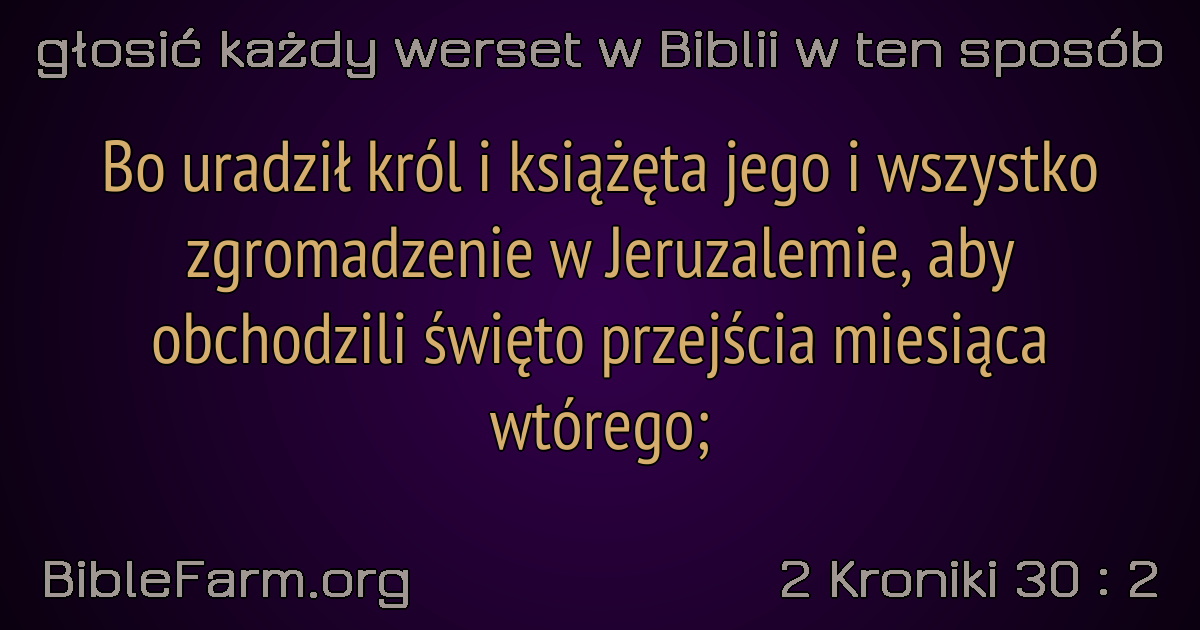 głosić każdy werset w Biblii w ten sposób
Bo uradził król i książęta jego i wszystko
zgromadzenie w Jeruzalemie, aby
obchodzili święto przejścia miesiąca
wtórego;
BibleFarm.org
2 Kroniki 30 : 2